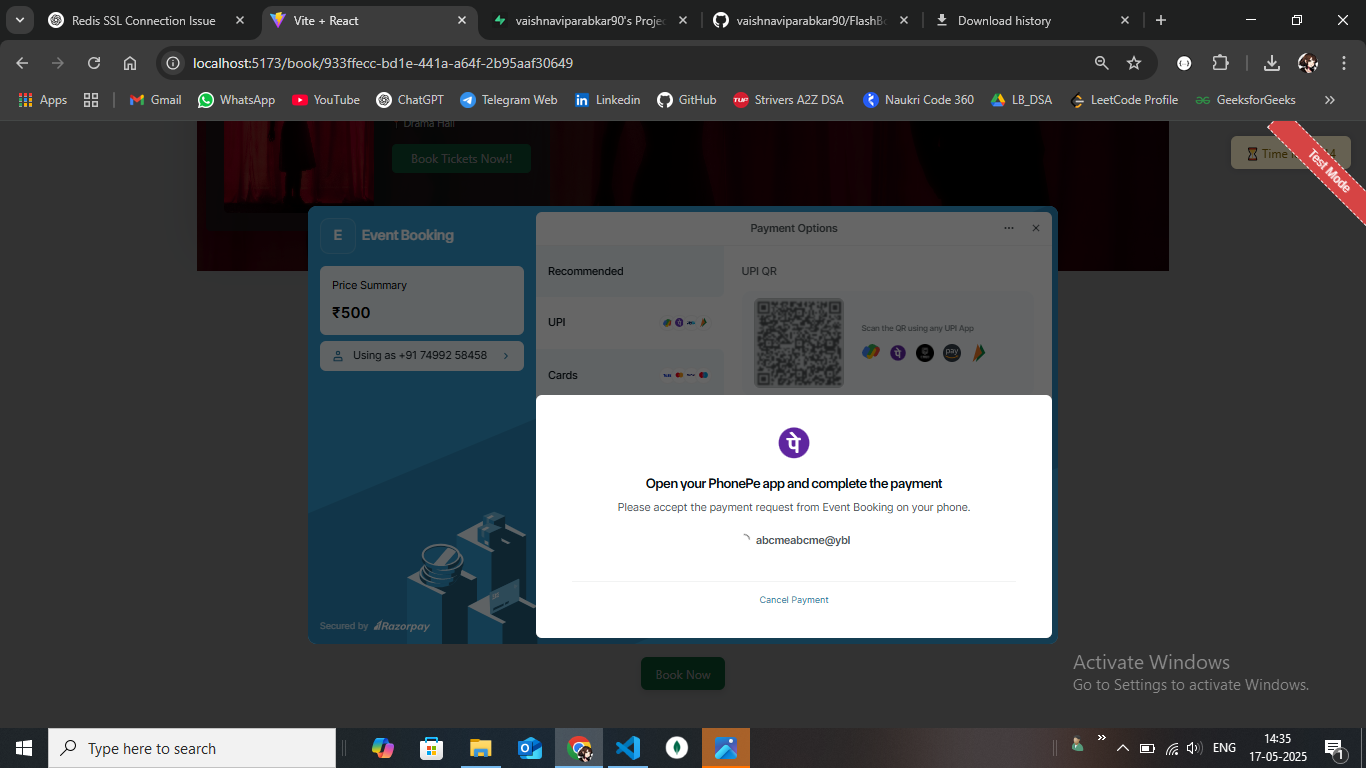 Redis SSL Connection Issue
Vite + React
vaishnaviparabkar90's Projec
vaishnaviparabkar90/FlashBo
Download history
localhost:5173/book/933ffecc-bd1e-441a-a64f-2b95aaf30649
Apps
Gmail
WhatsApp
YouTube
ChatGPT
Telegram Web
Linkedin
GitHub
TUF
Strivers A2Z DSA
Naukri Code 360
LB_DSA
LeetCode Profile
GeeksforGeeks
Drama Hall
Book Tickets Now!!
Time
4
Test Mode
E
Event Booking
Price Summary
₹500
Using as +91 74992 58458
Secured by Razorpay
Payment Options
Recommended
UPI
Cards
UPI QR
Scan the QR using any UPI App
pay
पे
Open your PhonePe app and complete the payment
Please accept the payment request from Event Booking on your phone.
abcmeabcme@ybl
Cancel Payment
Book Now
Activate Windows
Go to Settings to activate Windows.
Type here to search
ENG
14:35
17-05-2025
1